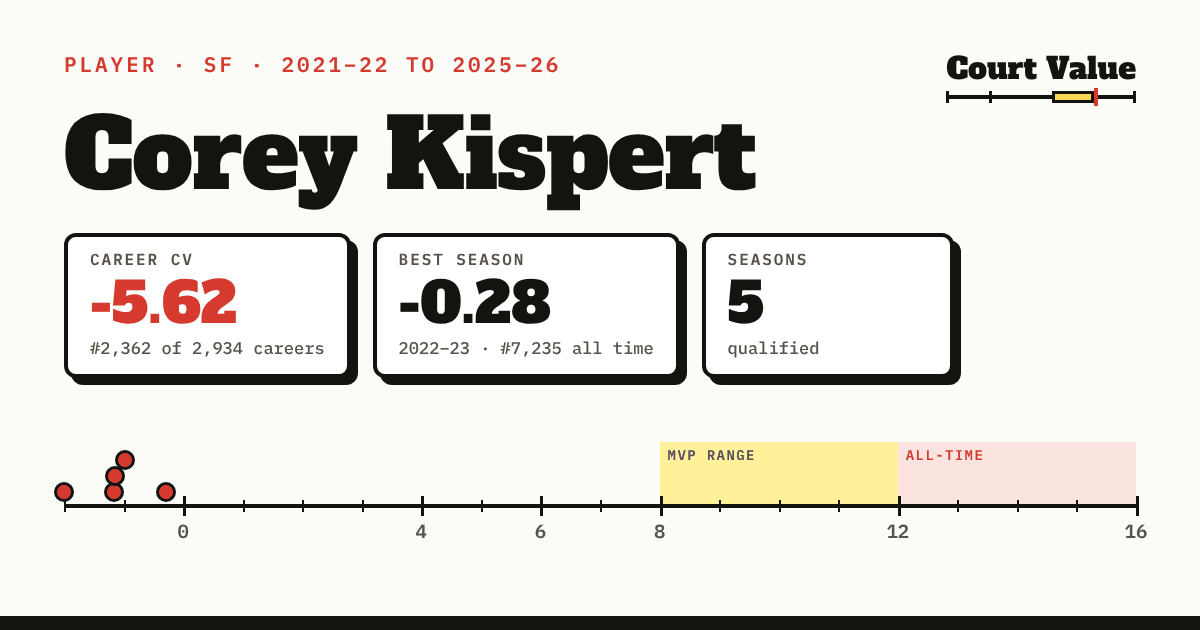 PLAYER · SF · 2021–22 TO 2025–26
Court Value
Corey Kispert
CAREER CV
-5.62
#2,362 of 2,934 careers
BEST SEASON
-0.28
2022–23 · #7,235 all time
SEASONS
5
qualified
MVP RANGE
ALL-TIME
0 4 6 8 12 16